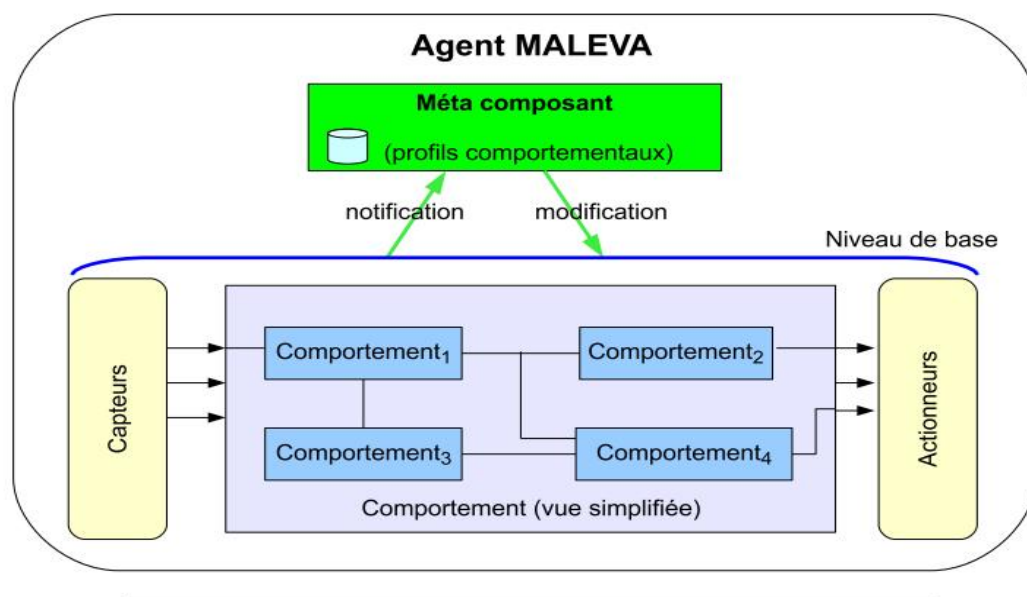 Agent MALEVA
Méta composant
(profils comportementaux)
notification
modification
Niveau de base
Capteurs
Comportement₁
Comportement₂
Comportement₃
Comportement₄
Comportement (vue simplifiée)
Actionneurs